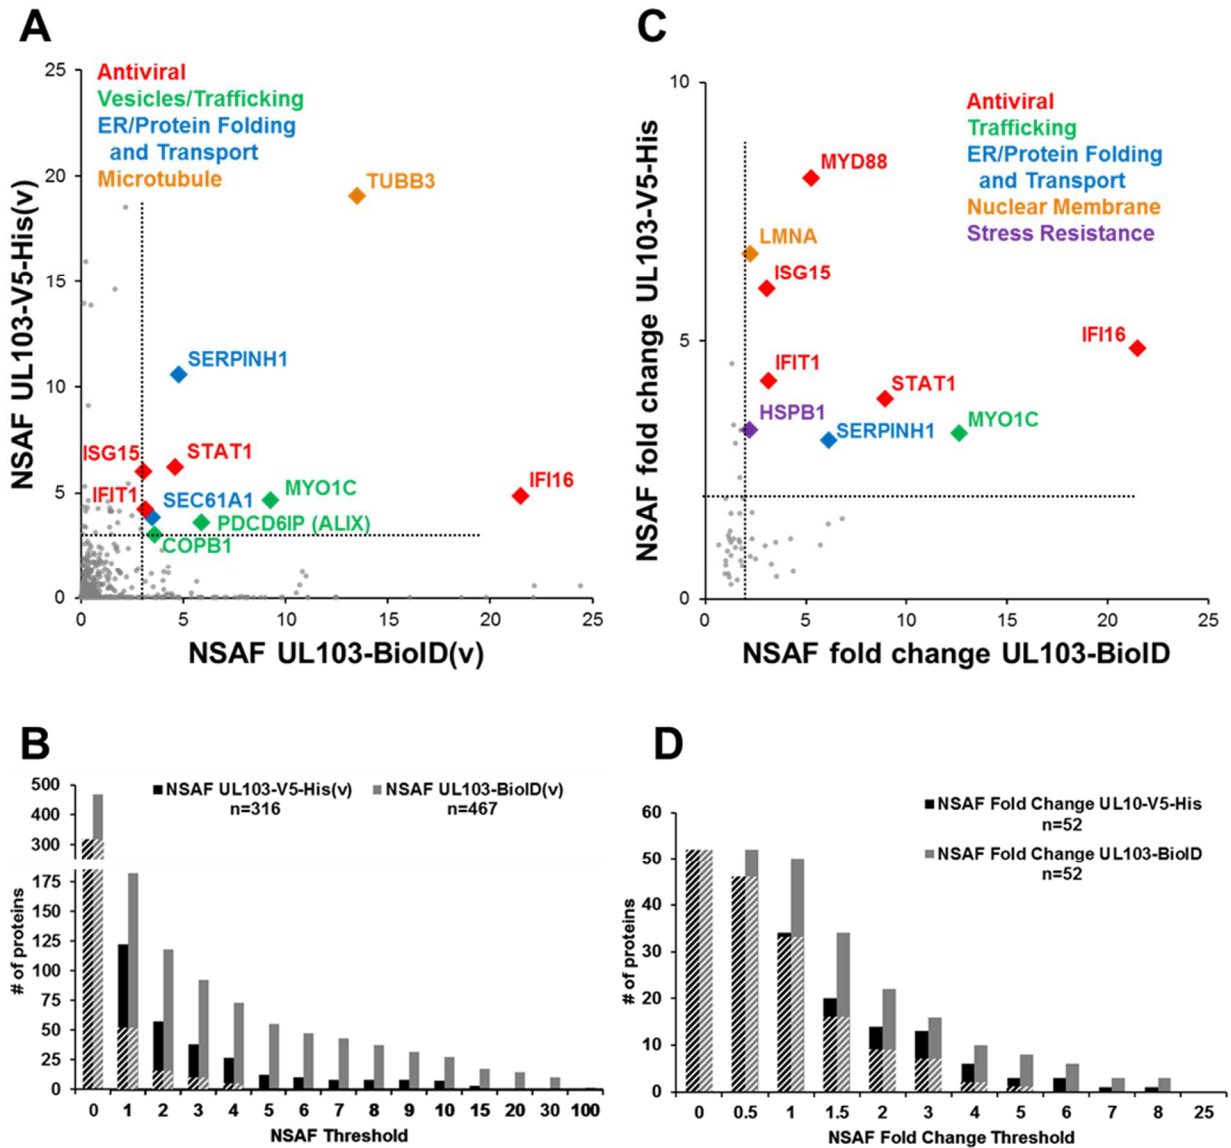 A
25
20
15
10
5
0
0
5
10
15
20
25
NSAF UL103-V5-His(v)
NSAF UL103-BioID(v)
Antiviral
Vesicles/Trafficking
ER/Protein Folding
and Transport
Microtubule
TUBB3
SERPINH1
ISG15
STAT1
IFIT1
SEC61A1
MYO1C
IFI16
PDCD6IP (ALIX)
COPB1
C
10
5
0
0
5
10
15
20
25
NSAF fold change UL103-V5-His
NSAF fold change UL103-BioID
Antiviral
Trafficking
ER/Protein Folding
and Transport
Nuclear Membrane
Stress Resistance
MYD88
LMNA
ISG15
IFI16
IFIT1
STAT1
HSPB1
SERPINH1
MYO1C
B
500
400
300
175
150
125
100
75
50
25
0
# of proteins
NSAF UL103-V5-His(v)
n=316
NSAF UL103-BioID(v)
n=467
0 1 2 3 4 5 6 7 8 9 10 15 20 30 100
NSAF Threshold
D
60
50
40
30
20
10
0
# of proteins
NSAF Fold Change UL10-V5-His
n=52
NSAF Fold Change UL103-BioID
n=52
0 0.5 1 1.5 2 3 4 5 6 7 8 25
NSAF Fold Change Threshold